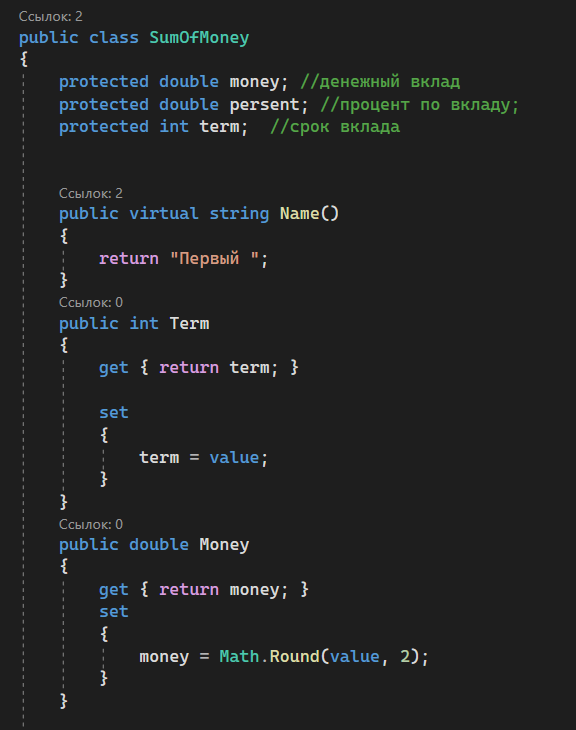 Ссылок: 2
public class SumOfMoney
{
protected double money; //денежный вклад
protected double persent; //процент по вкладу;
protected int term;  //срок вклада
Ссылок: 2
public virtual string Name()
{
return "Первый ";
}
Ссылок: 0
public int Term
{
get { return term; }
set
{
term = value;
}
}
Ссылок: 0
public double Money
{
get { return money; }
set
{
money = Math.Round(value, 2);
}
}